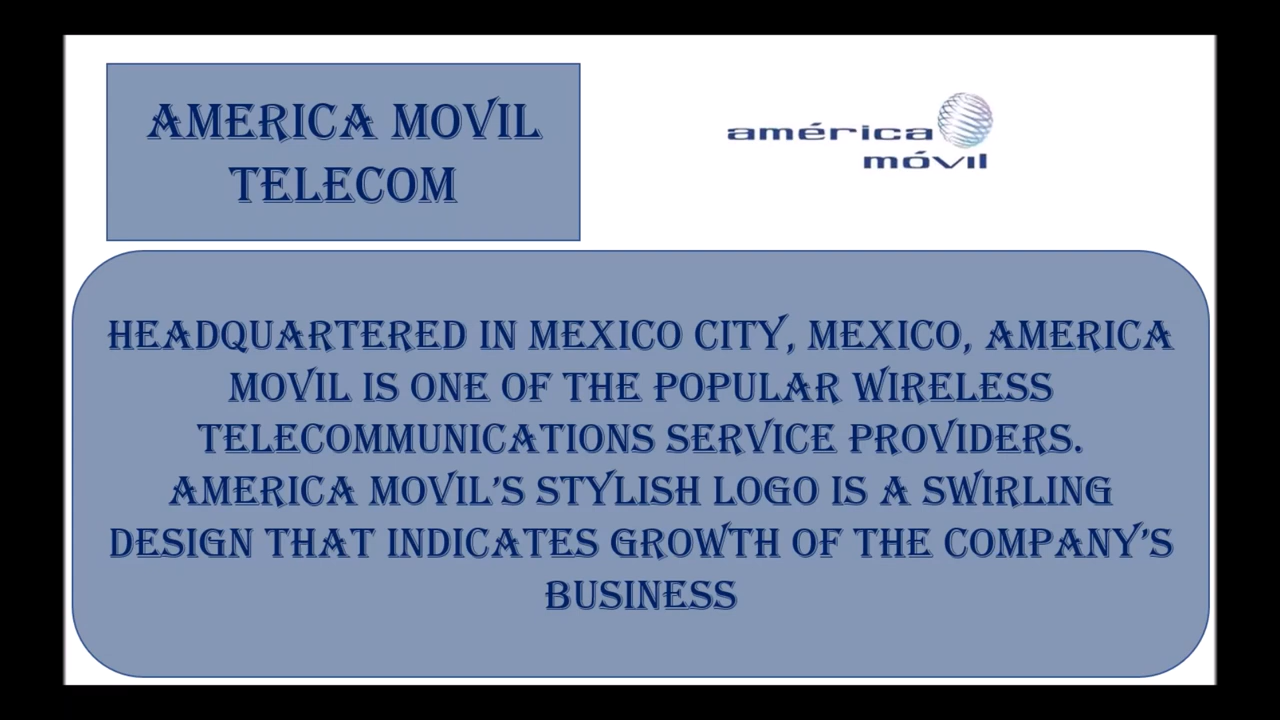 AMERICA MOVIL
TELECOM
américa
móvil
HEADQUARTERED IN MEXICO CITY, MEXICO, AMERICA
MOVIL IS ONE OF THE POPULAR WIRELESS
TELECOMMUNICATIONS SERVICE PROVIDERS.
AMERICA MOVIL’S STYLISH LOGO IS A SWIRLING
DESIGN THAT INDICATES GROWTH OF THE COMPANY’S
BUSINESS